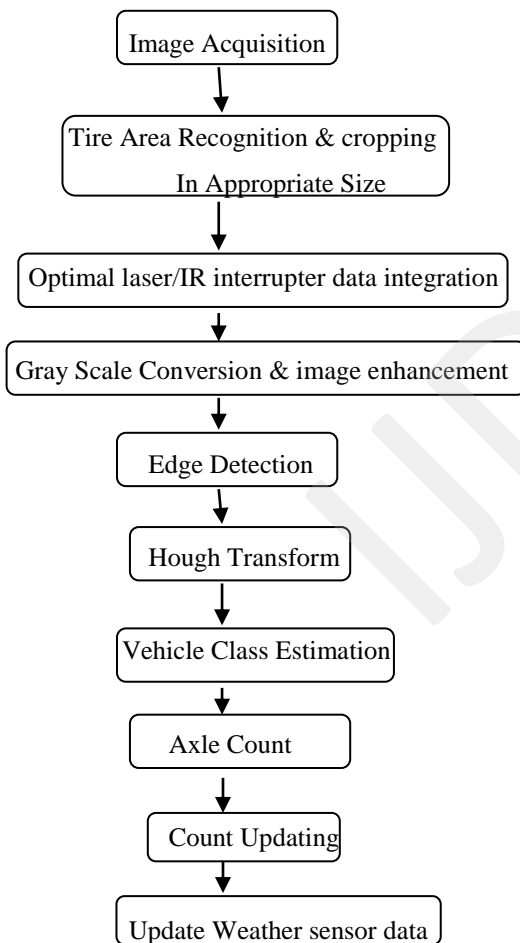 Image Acquisition
Tire Area Recognition & cropping
In Appropriate Size
Optimal laser/IR interrupter data integration
Gray Scale Conversion & image enhancement
Edge Detection
Hough Transform
Vehicle Class Estimation
Axle Count
Count Updating
Update Weather sensor data
IJ